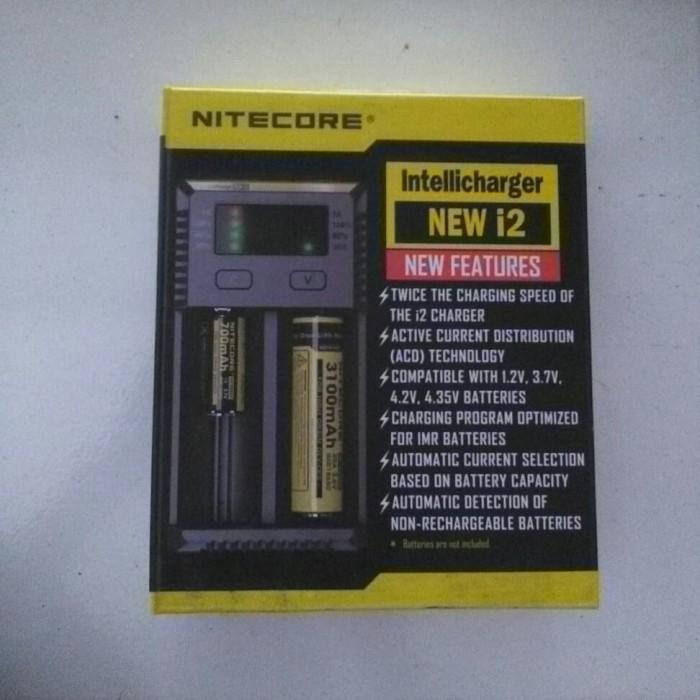 NITECORE®
Intellicharger
NEW i2
NEW FEATURES
TWICE THE CHARGING SPEED OF
THE i2 CHARGER
ACTIVE CURRENT DISTRIBUTION
(ACD) TECHNOLOGY
COMPATIBLE WITH 1.2V, 3.7V,
4.2V, 4.35V BATTERIES
CHARGING PROGRAM OPTIMIZED
FOR IMR BATTERIES
AUTOMATIC CURRENT SELECTION
BASED ON BATTERY CAPACITY
AUTOMATIC DETECTION OF
NON-RECHARGEABLE BATTERIES
* Batteries are not included.
C
V
NITECORE
700mAh
3100mAh